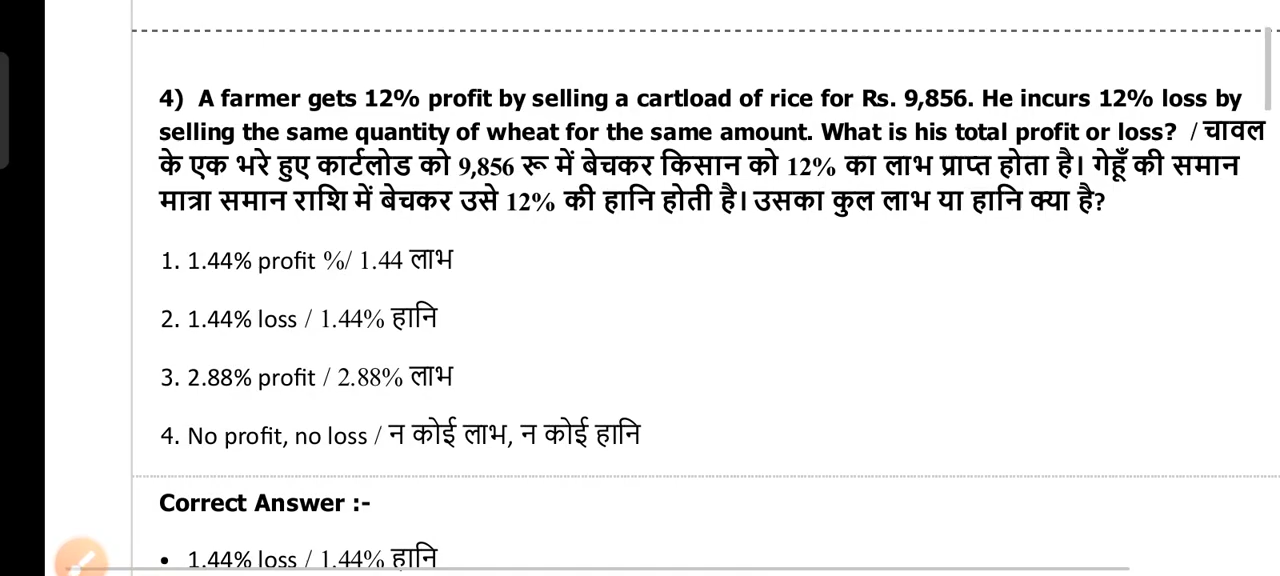 4) A farmer gets 12% profit by selling a cartload of rice for Rs. 9,856. He incurs 12% loss by
selling the same quantity of wheat for the same amount. What is his total profit or loss? / चावल
के एक भरे हुए कार्टलोड को 9,856 रू में बेचकर किसान को 12% का लाभ प्राप्त होता है। गेहूँ की समान
मात्रा समान राशि में बेचकर उसे 12% की हानि होती है। उसका कुल लाभ या हानि क्या है?
1. 1.44% profit %/ 1.44 लाभ
2. 1.44% loss / 1.44% हानि
3. 2.88% profit / 2.88% लाभ
4. No profit, no loss / न कोई लाभ, न कोई हानि
Correct Answer :-
• 1.44% loss / 1.44% हानि